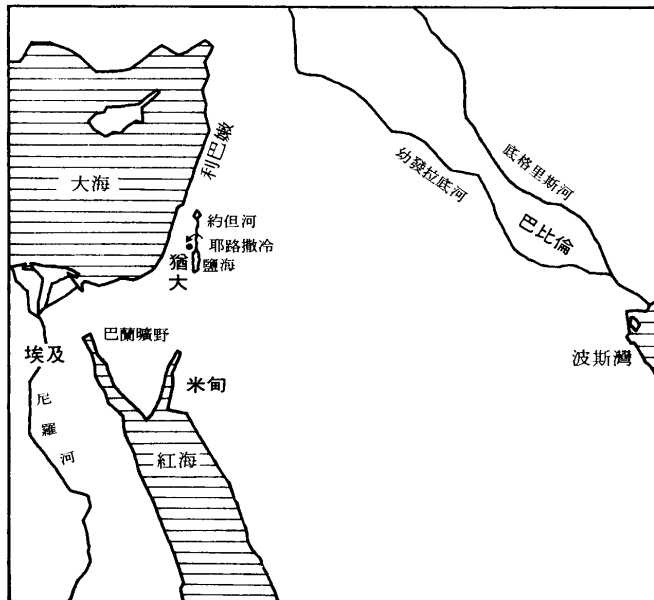 利巴嫩
大海
幼發拉底河
底格里斯河
約但河
耶路撒冷
鹽海
猶大
巴比倫
波斯灣
巴蘭曠野
埃及
米甸
尼羅河
紅海